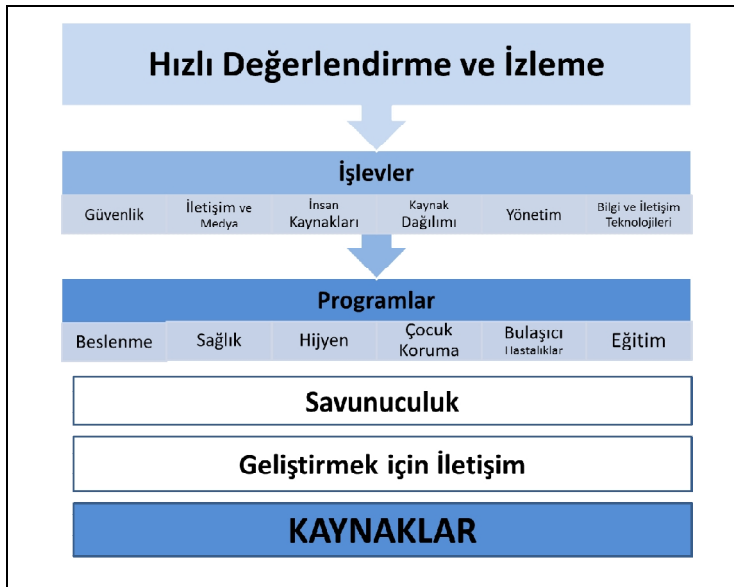 Hızlı Değerlendirme ve İzleme
İşlevler
Güvenlik
İletişim ve
Medya
İnsan
Kaynakları
Kaynak
Dağılımı
Yönetim
Bilgi ve İletişim
Teknolojileri
Programlar
Beslenme
Sağlık
Hijyen
Çocuk
Koruma
Bulaşıcı
Hastalıklar
Eğitim
Savunuculuk
Geliştirmek için İletişim
KAYNAKLAR